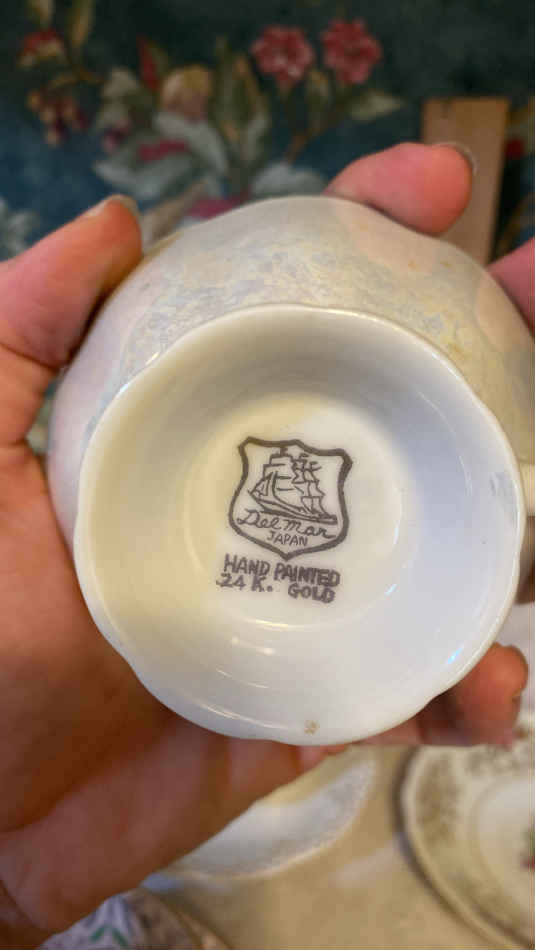 Del Mar
JAPAN
HAND PAINTED
24 K. GOLD